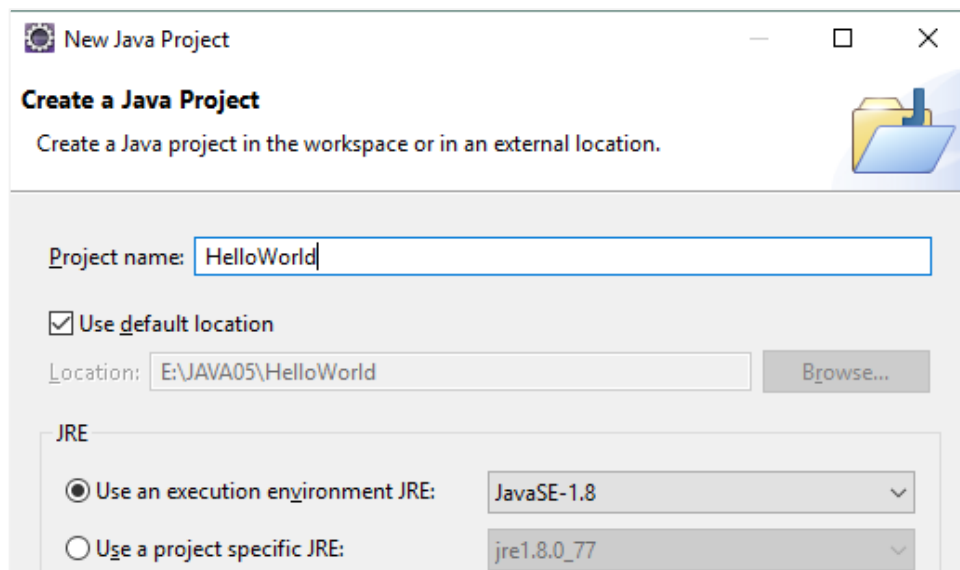 New Java Project
Create a Java Project
Create a Java project in the workspace or in an external location.
Project name: HelloWorld
Use default location
Location: E:\JAVA05\HelloWorld Browse...
JRE
Use an execution environment JRE: JavaSE-1.8
Use a project specific JRE: jre1.8.0_77